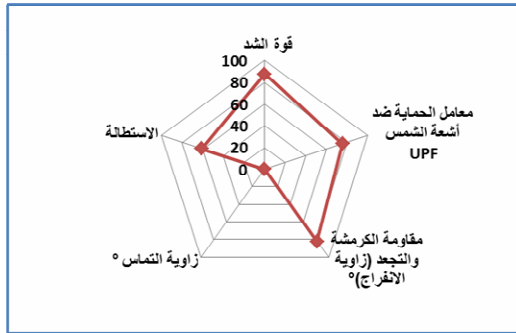 قوة الشد
100
80
60
40
20
0
معامل الحماية ضد
أشعة الشمس
UPF
مقاومة الكرمشة
والتجعد (زاوية
الانفراج)°
زاوية التماس °
الاستطالة